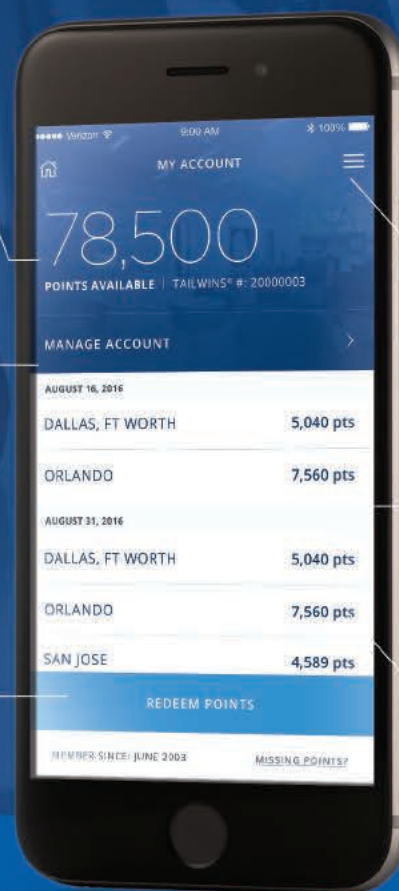 Verizon 9:00 AM 100%
MY ACCOUNT
78,500
POINTS AVAILABLE | TAILWINS® #: 20000003
MANAGE ACCOUNT >
AUGUST 16, 2016
DALLAS, FT WORTH 5,040 pts
ORLANDO 7,560 pts
AUGUST 31, 2016
DALLAS, FT WORTH 5,040 pts
ORLANDO 7,560 pts
SAN JOSE 4,589 pts
REDEEM POINTS
MEMBER SINCE: JUNE 2003 MISSING POINTS?